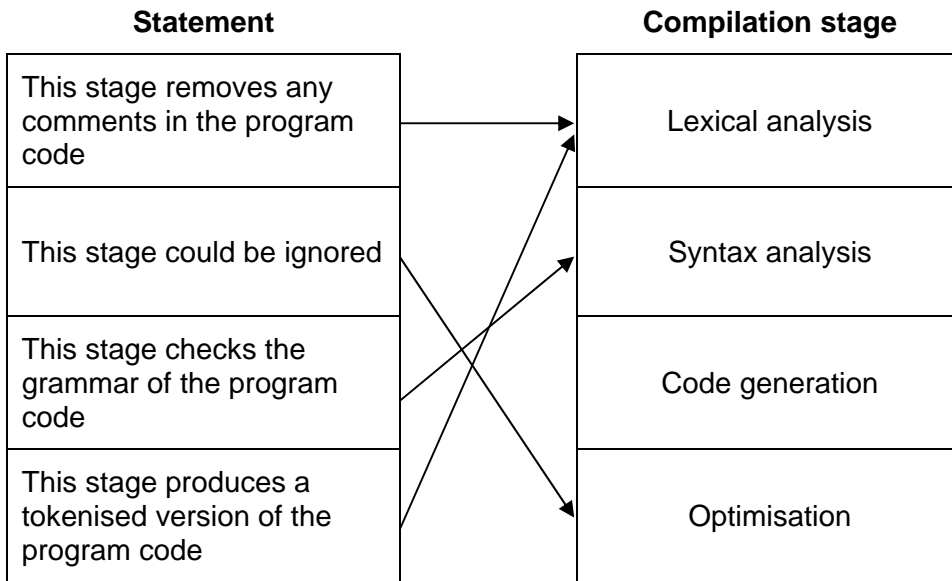 Statement
Compilation stage
This stage removes any
comments in the program
code
Lexical analysis
This stage could be ignored
Syntax analysis
This stage checks the
grammar of the program
code
Code generation
This stage produces a
tokenised version of the
program code
Optimisation